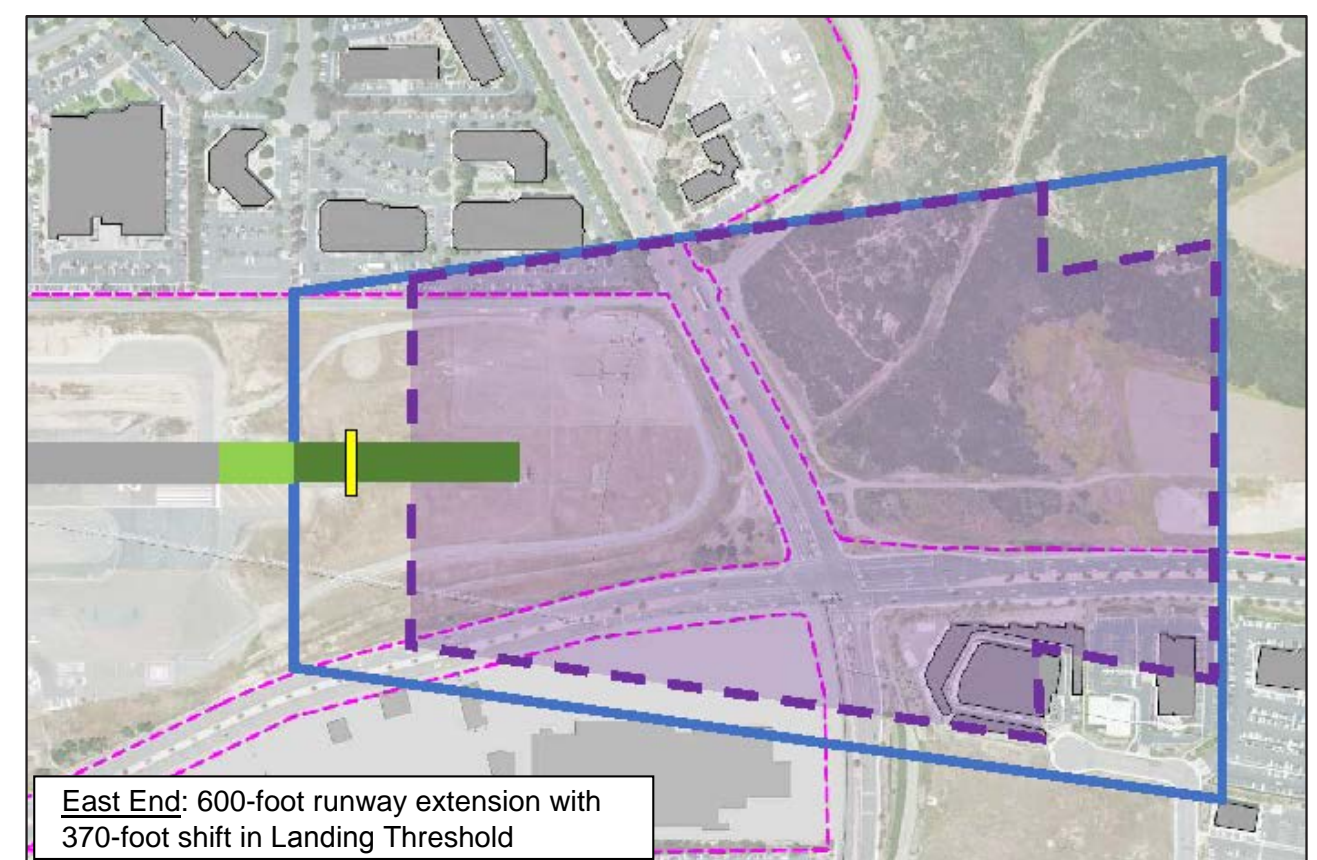 East End: 600-foot runway extension with
370-foot shift in Landing Threshold